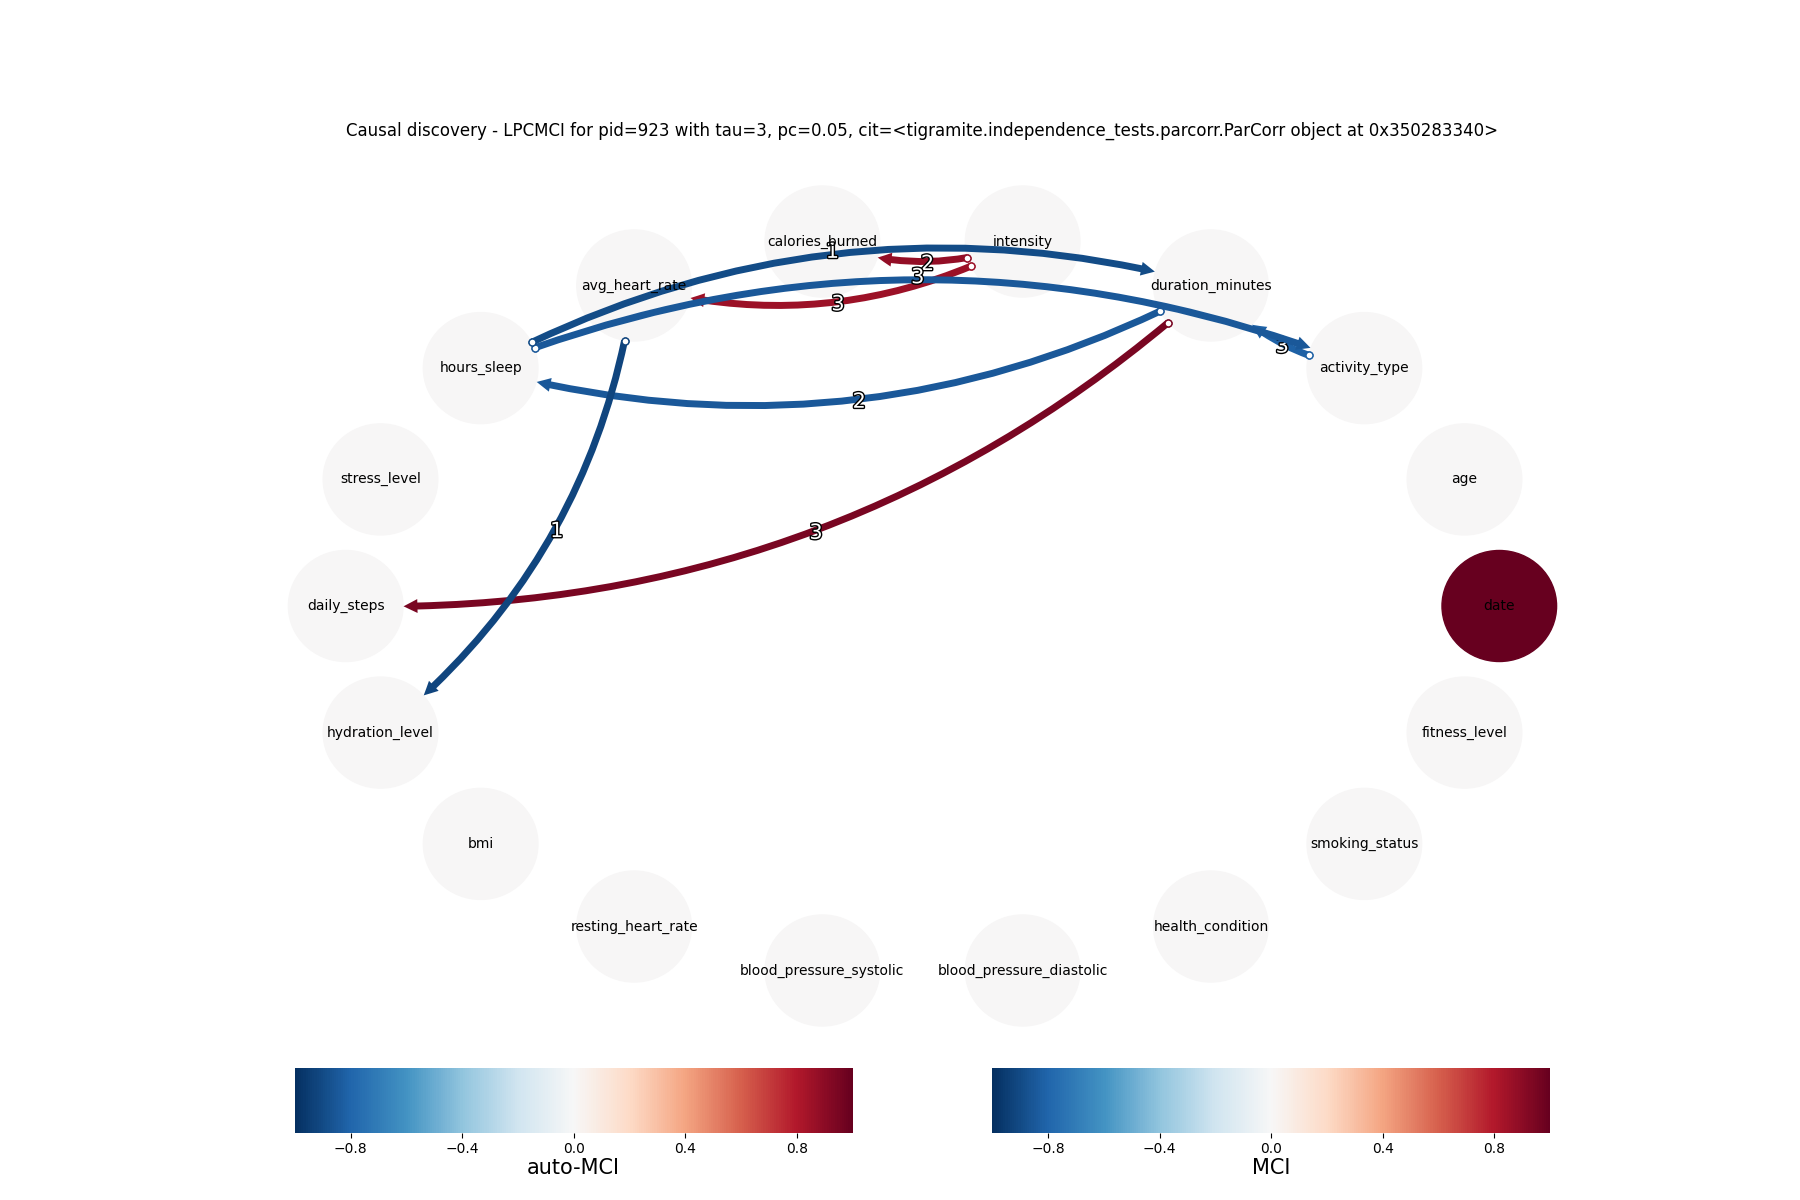 Causal discovery - LPCMCI for pid=923 with tau=3, pc=0.05, cit=<tigramite.independence_tests.parcorr.ParCorr object at 0x350283340>
calories_burned
intensity
1
2
3
avg_heart_rate
duration_minutes
3
3
hours_sleep
activity_type
2
stress_level
age
1
3
daily_steps
date
hydration_level
fitness_level
bmi
smoking_status
resting_heart_rate
health_condition
blood_pressure_systolic
blood_pressure_diastolic
−0.8 −0.4 0.0 0.4 0.8
auto-MCI
−0.8 −0.4 0.0 0.4 0.8
MCI